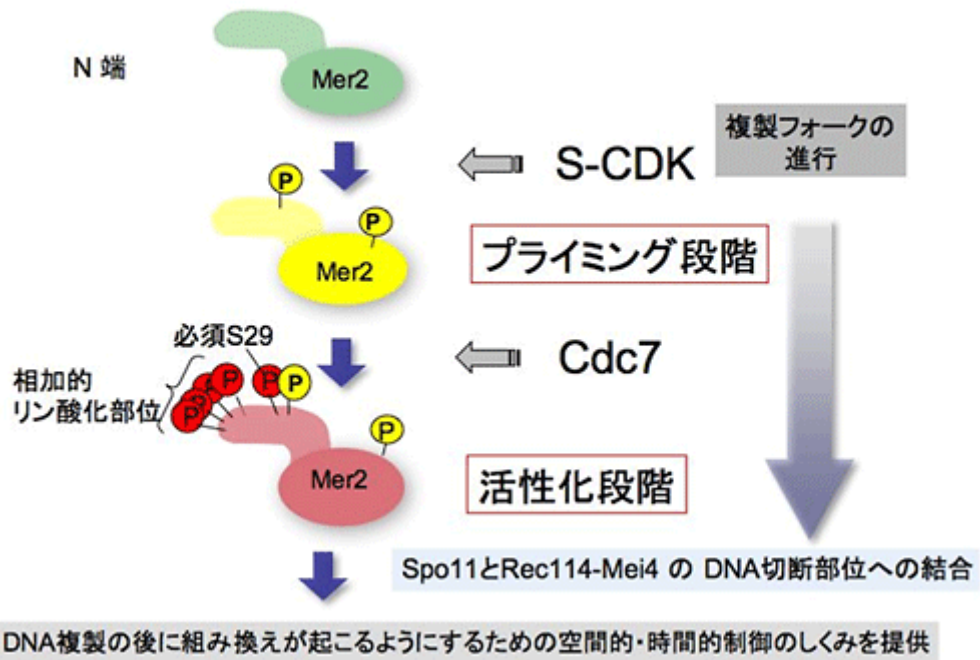 N 端
Mer2
複製フォークの
進行
S-CDK
P
P
Mer2
プライミング段階
必須S29
Cdc7
相加的
リン酸化部位
P
P
P
P
P
P
P
Mer2
活性化段階
Spo11とRec114-Mei4 の DNA切断部位への結合
DNA複製の後に組み換えが起こるようにするための空間的・時間的制御のしくみを提供